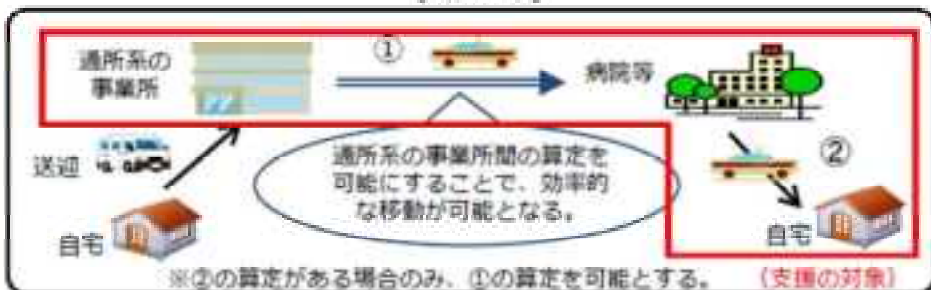 通所系の
事業所
①
病院等
送迎
通所系の事業所間の算定を
可能にすることで、効率的
な移動が可能となる。
②
自宅
自宅
※②の算定がある場合のみ、①の算定を可能とする。
(支援の対象)